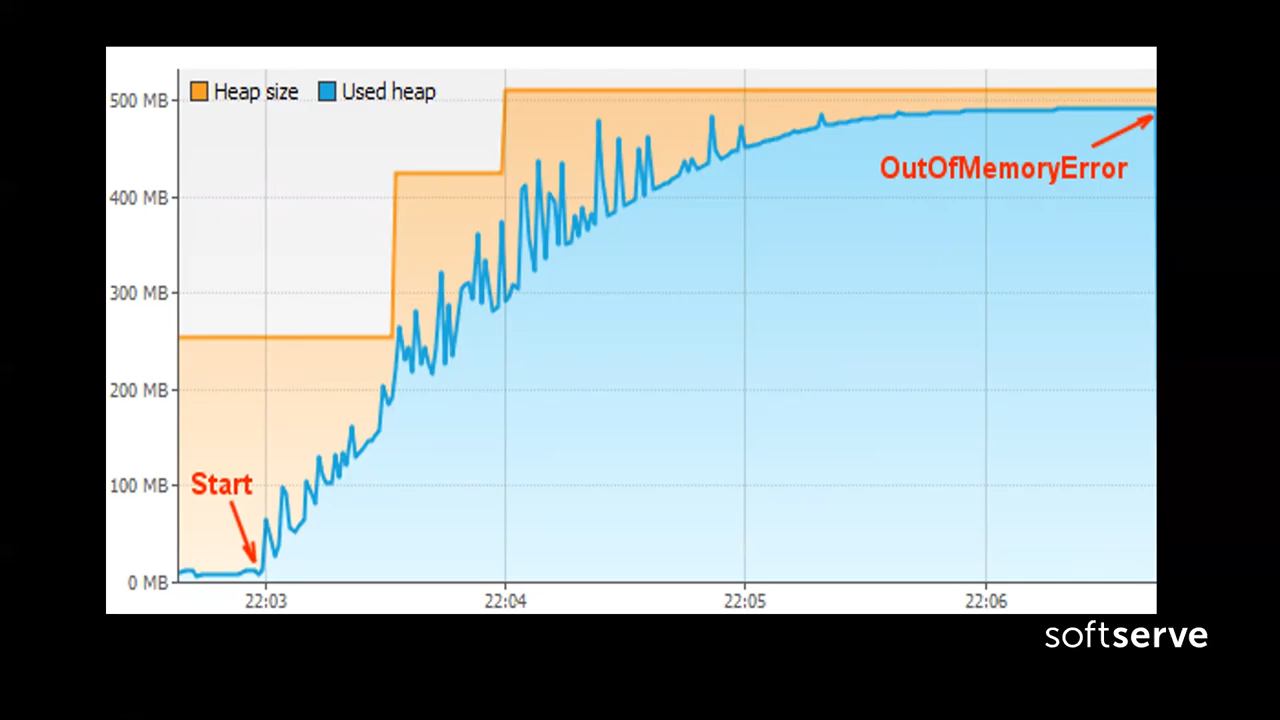 Heap size Used heap
500 MB
OutOfMemoryError
400 MB
300 MB
200 MB
Start
100 MB
0 MB
22:03 22:04 22:05 22:06
softserve